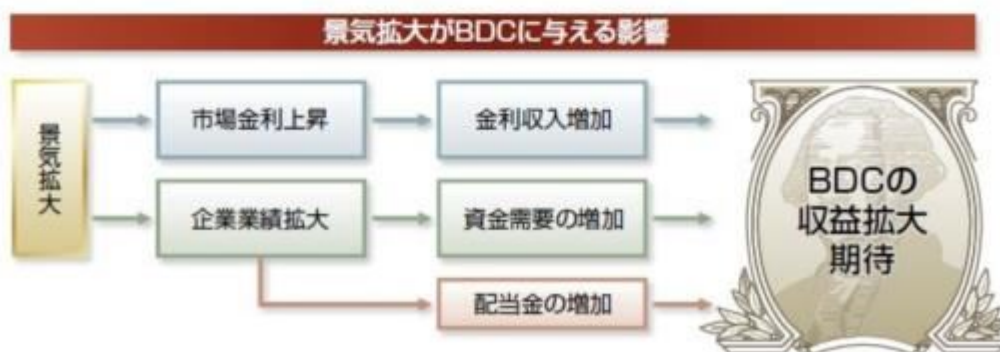 景気拡大がBDCに与える影響
景気拡大
市場金利上昇
金利収入増加
企業業績拡大
資金需要の増加
配当金の増加
BDCの
収益拡大
期待